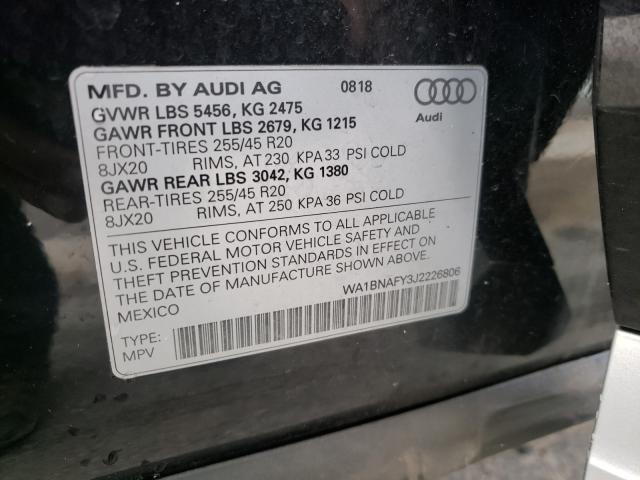 MFD. BY AUDI AG 0818
GVWR LBS 5456, KG 2475
GAWR FRONT LBS 2679, KG 1215
FRONT-TIRES 255/45 R20
8JX20 RIMS, AT 230 KPA 33 PSI COLD
GAWR REAR LBS 3042, KG 1380
REAR-TIRES 255/45 R20
8JX20 RIMS, AT 250 KPA 36 PSI COLD
Audi
THIS VEHICLE CONFORMS TO ALL APPLICABLE
U.S. FEDERAL MOTOR VEHICLE SAFETY AND
THEFT PREVENTION STANDARDS IN EFFECT ON
THE DATE OF MANUFACTURE SHOWN ABOVE.
MEXICO
WA1BNAFY3J2226806
TYPE:
MPV